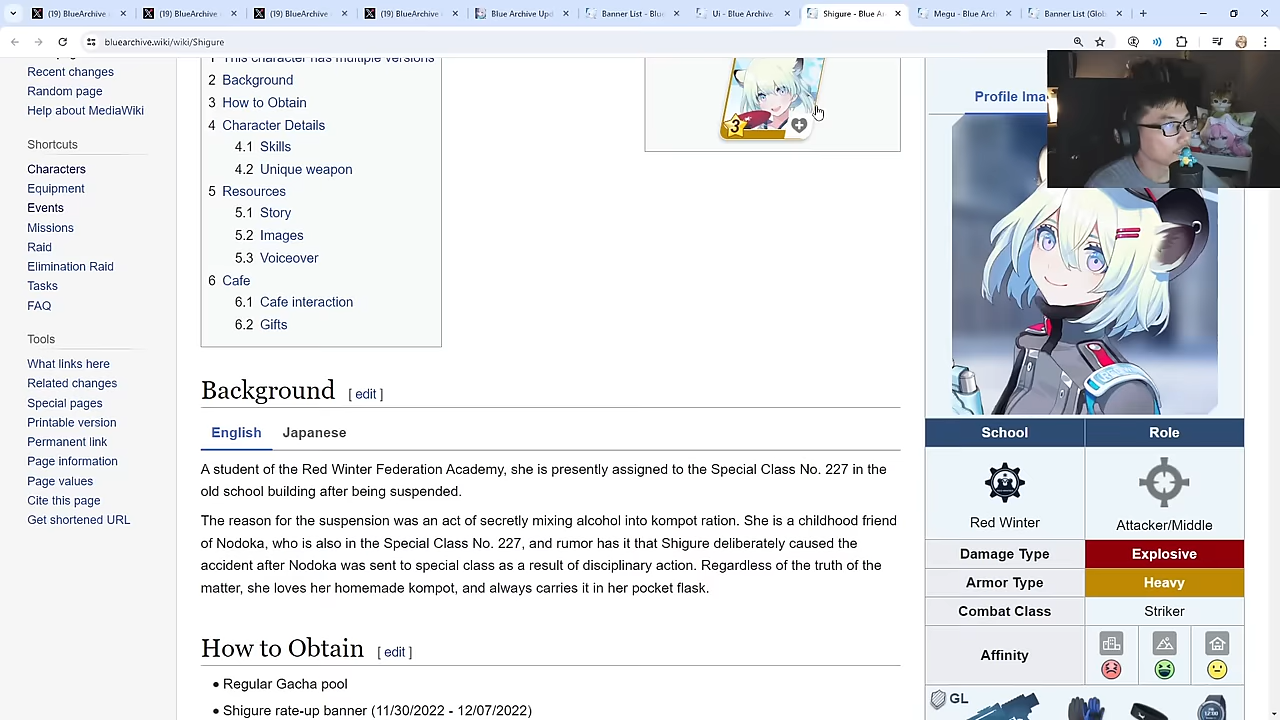 (19) BlueArchive
(19) BlueArchive
(19) BlueArchive
(19) BlueArchive
Blue Archive Upd
Banner List - Blue
Ui - Blue Archive
Shigure - Blue Ar
Megu - Blue Arch
Banner List (Glob
bluearchive.wiki/wiki/Shigure
Recent changes
Random page
Help about MediaWiki
Shortcuts
Characters
Equipment
Events
Missions
Raid
Elimination Raid
Tasks
FAQ
Tools
What links here
Related changes
Special pages
Printable version
Permanent link
Page information
Page values
Cite this page
Get shortened URL
1 This character has multiple versions
2 Background
3 How to Obtain
4 Character Details
4.1 Skills
4.2 Unique weapon
5 Resources
5.1 Story
5.2 Images
5.3 Voiceover
6 Cafe
6.1 Cafe interaction
6.2 Gifts
3
Background [ edit ]
English Japanese
A student of the Red Winter Federation Academy, she is presently assigned to the Special Class No. 227 in the
old school building after being suspended.
The reason for the suspension was an act of secretly mixing alcohol into kompot ration. She is a childhood friend
of Nodoka, who is also in the Special Class No. 227, and rumor has it that Shigure deliberately caused the
accident after Nodoka was sent to special class as a result of disciplinary action. Regardless of the truth of the
matter, she loves her homemade kompot, and always carries it in her pocket flask.
How to Obtain [ edit ]
• Regular Gacha pool
• Shigure rate-up banner (11/30/2022 - 12/07/2022)
Profile Ima
School Role
Red Winter Attacker/Middle
Damage Type Explosive
Armor Type Heavy
Combat Class Striker
Affinity
GL